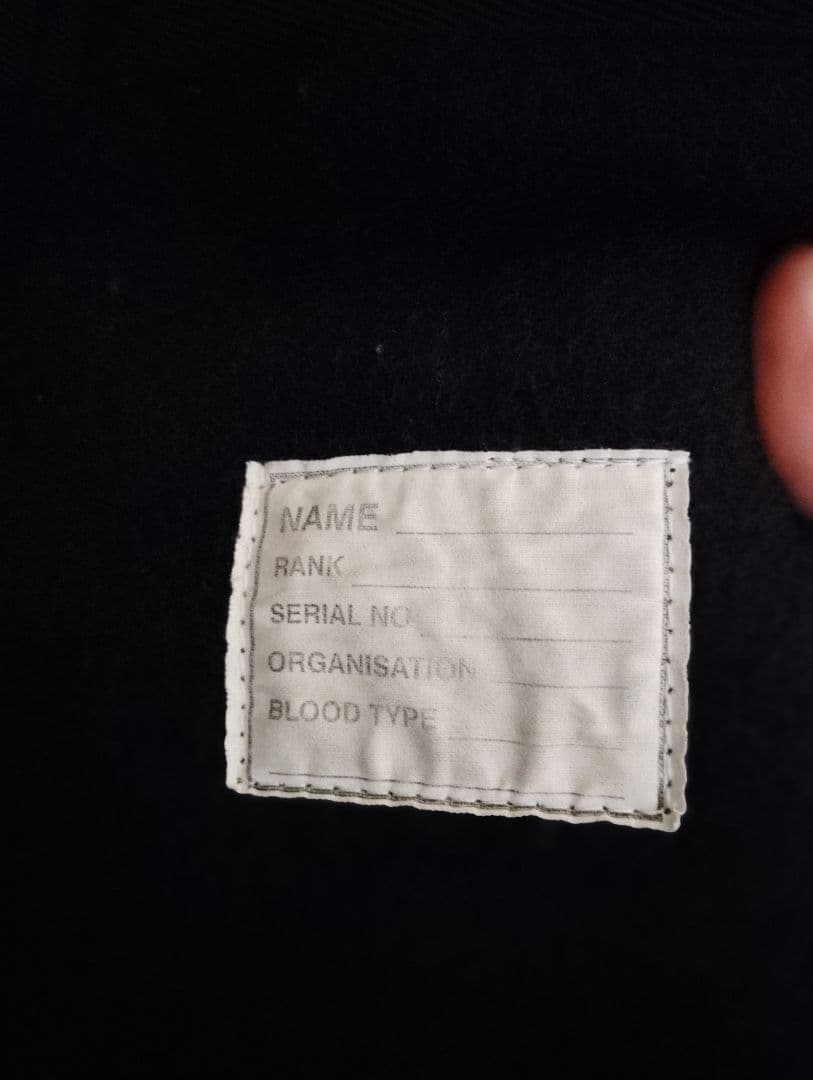 NAME
RANK
SERIAL NO
ORGANISATION
BLOOD TYPE